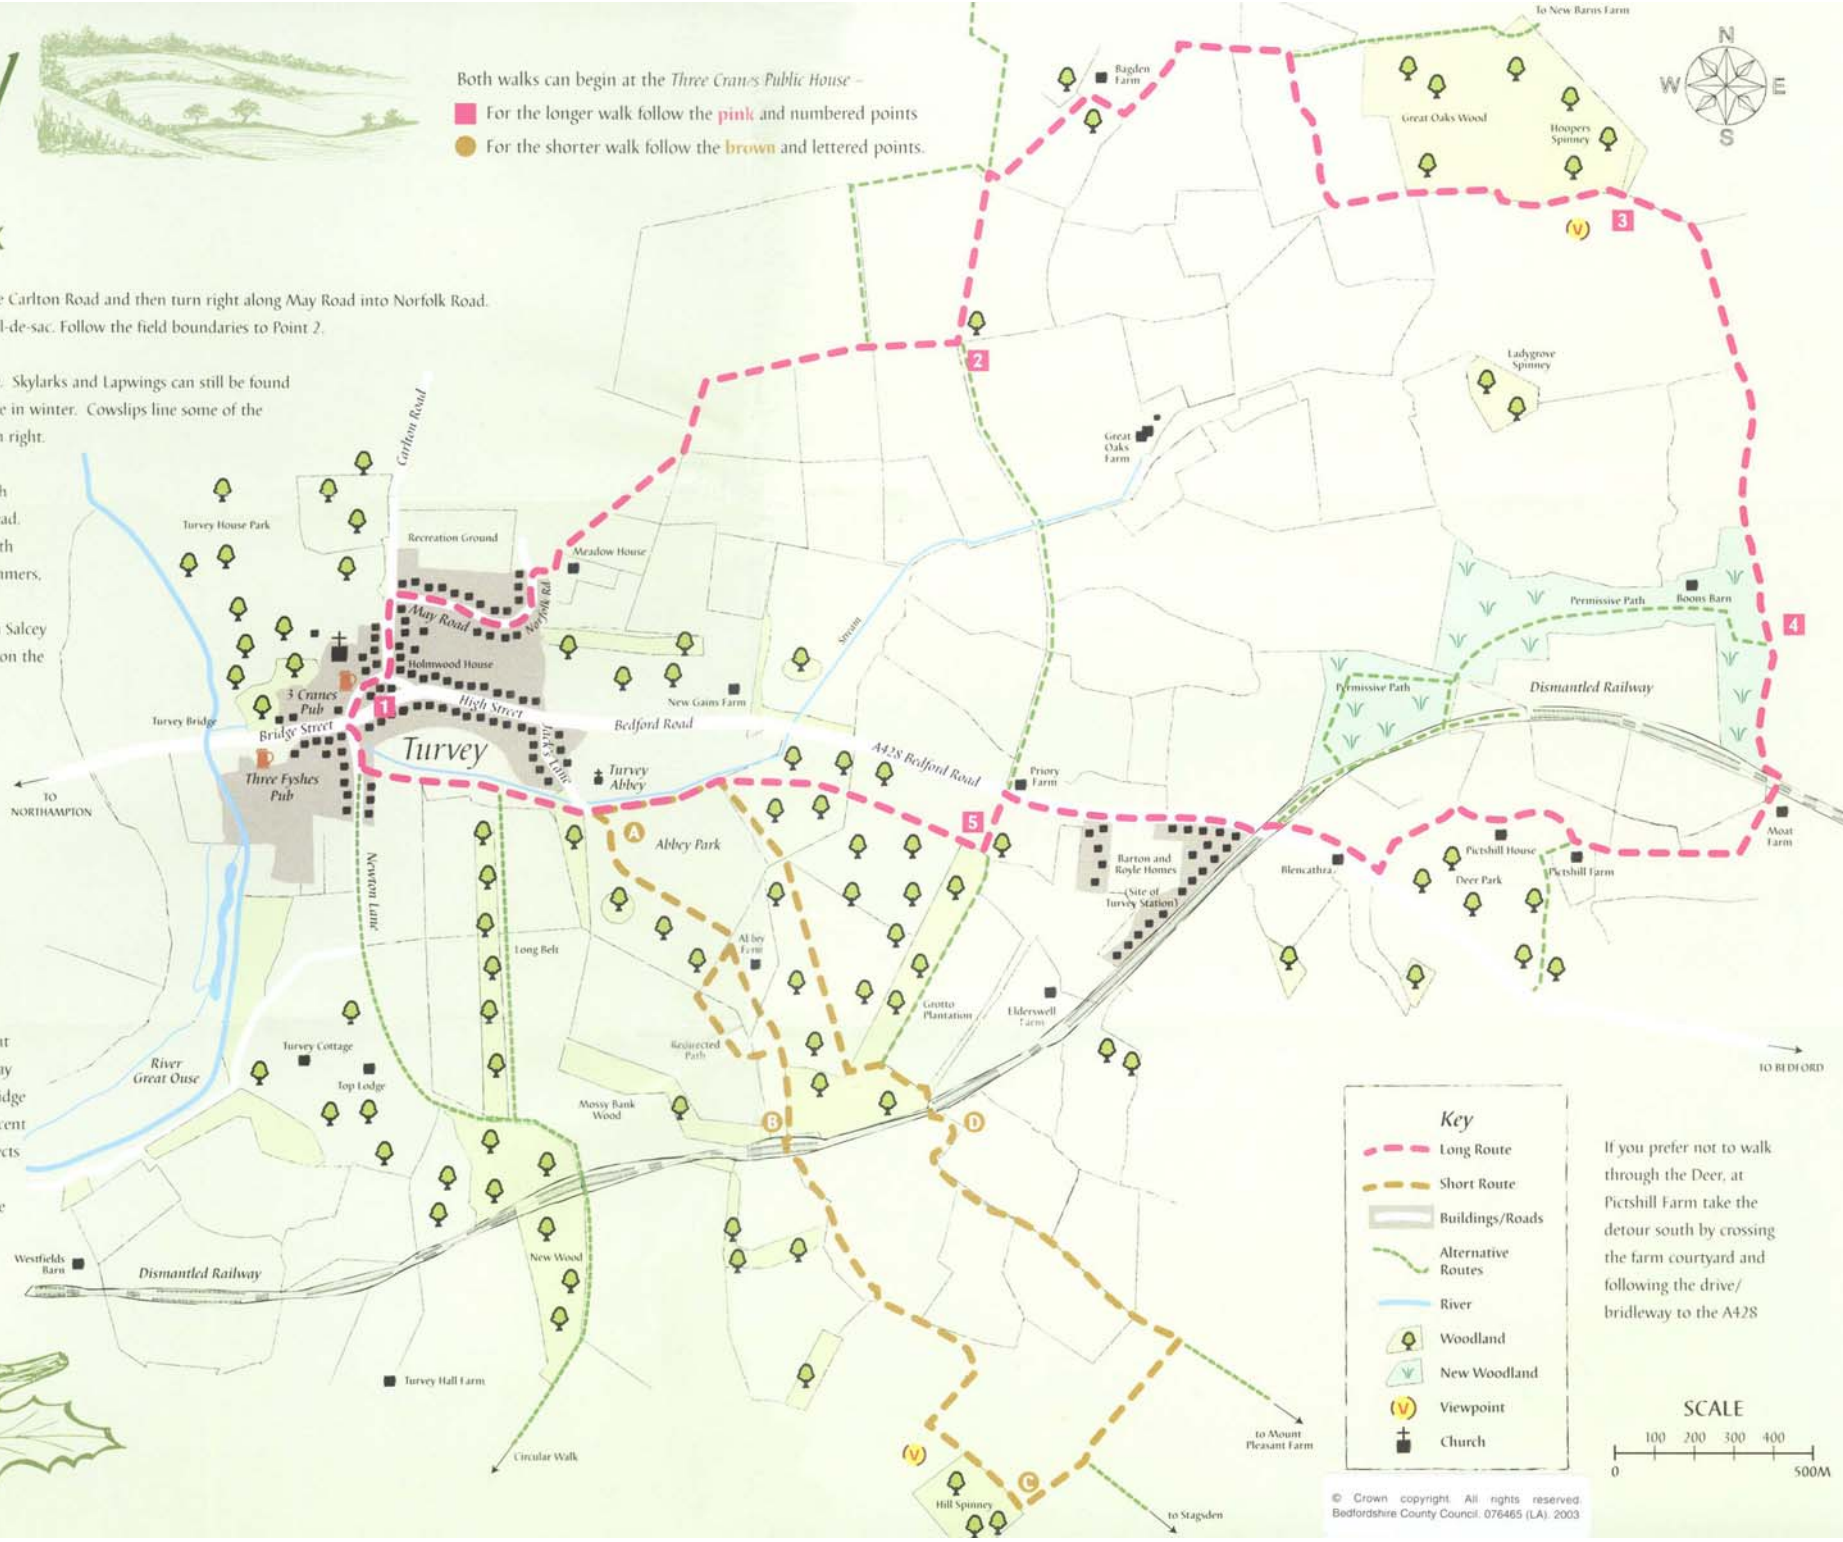 Both walks can begin at the Three Cranes Public House –
For the longer walk follow the pink and numbered points
For the shorter walk follow the brown and lettered points.
Carlton Road and then turn right along May Road into Norfolk Road.
l-de-sac. Follow the field boundaries to Point 2.
. Skylarks and Lapwings can still be found
e in winter. Cowslips line some of the
right.
h
ad.
th
mers,
Salcey
on the
ay
idge
cent
cts
e
To New Barns Farm
N
W E
S
Bagden
Farm
Great Oaks Wood
Hoopers
Spinney
3
V
2
Ladygrove
Spinney
Great
Oaks
Farm
Carlton Road
Turvey House Park
Recreation Ground
Meadow House
May Road
Norfolk Rd
Stream
Holmwood House
3 Cranes
Pub
1
High Street
New Gains Farm
Turvey Bridge
Bridge Street
Bedford Road
A428 Bedford Road
Turvey
Jack's Lane
Three Fyshes
Pub
Turvey
Abbey
Priory
Farm
TO
NORTHAMPTON
Permissive Path
Boons Barn
4
Permissive Path
Dismantled Railway
A
Abbey Park
5
Barton and
Royle Homes
(Site of
Turvey Station)
Blencathra
Pictshill House
Deer Park
Pictshill Farm
Moat
Farm
Newton Lane
Long Belt
Abbey
Farm
Grotto
Plantation
Elderswell
Farm
Redirected
Path
River
Great Ouse
Turvey Cottage
Top Lodge
Mossy Bank
Wood
B
D
TO BEDFORD
Westfields
Barn
Dismantled Railway
New Wood
Turvey Hall Farm
Circular Walk
V
Hill Spinney
C
to Mount
Pleasant Farm
to Stagsden
Key
Long Route
Short Route
Buildings/Roads
Alternative
Routes
River
Woodland
New Woodland
V Viewpoint
Church
If you prefer not to walk
through the Deer, at
Pictshill Farm take the
detour south by crossing
the farm courtyard and
following the drive/
bridleway to the A428
SCALE
100 200 300 400
0 500M
© Crown copyright. All rights reserved.
Bedfordshire County Council. 076465 (LA). 2003